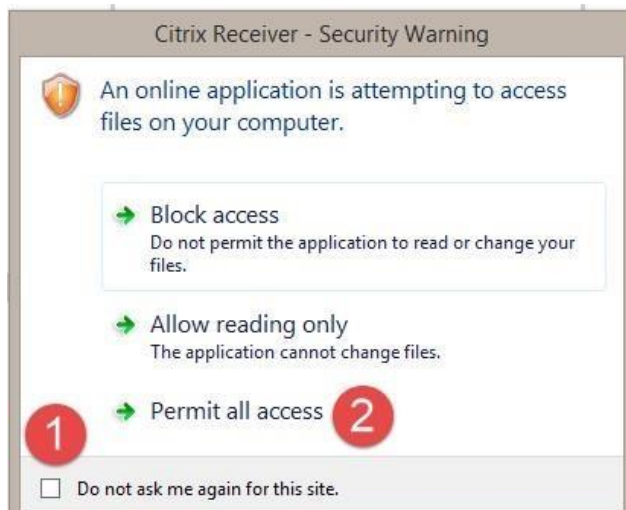 Citrix Receiver - Security Warning
An online application is attempting to access
files on your computer.
Block access
Do not permit the application to read or change your
files.
Allow reading only
The application cannot change files.
Permit all access 2
1
Do not ask me again for this site.